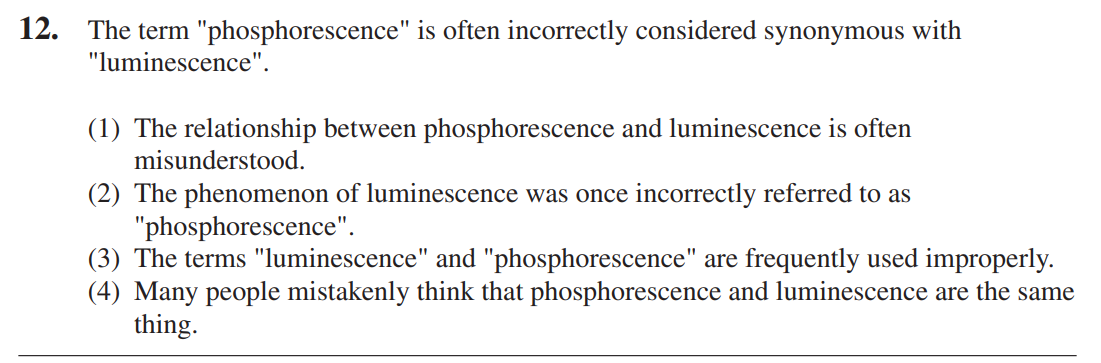 12. The term "phosphorescence" is often incorrectly considered synonymous with
"luminescence".
(1) The relationship between phosphorescence and luminescence is often
misunderstood.
(2) The phenomenon of luminescence was once incorrectly referred to as
"phosphorescence".
(3) The terms "luminescence" and "phosphorescence" are frequently used improperly.
(4) Many people mistakenly think that phosphorescence and luminescence are the same
thing.